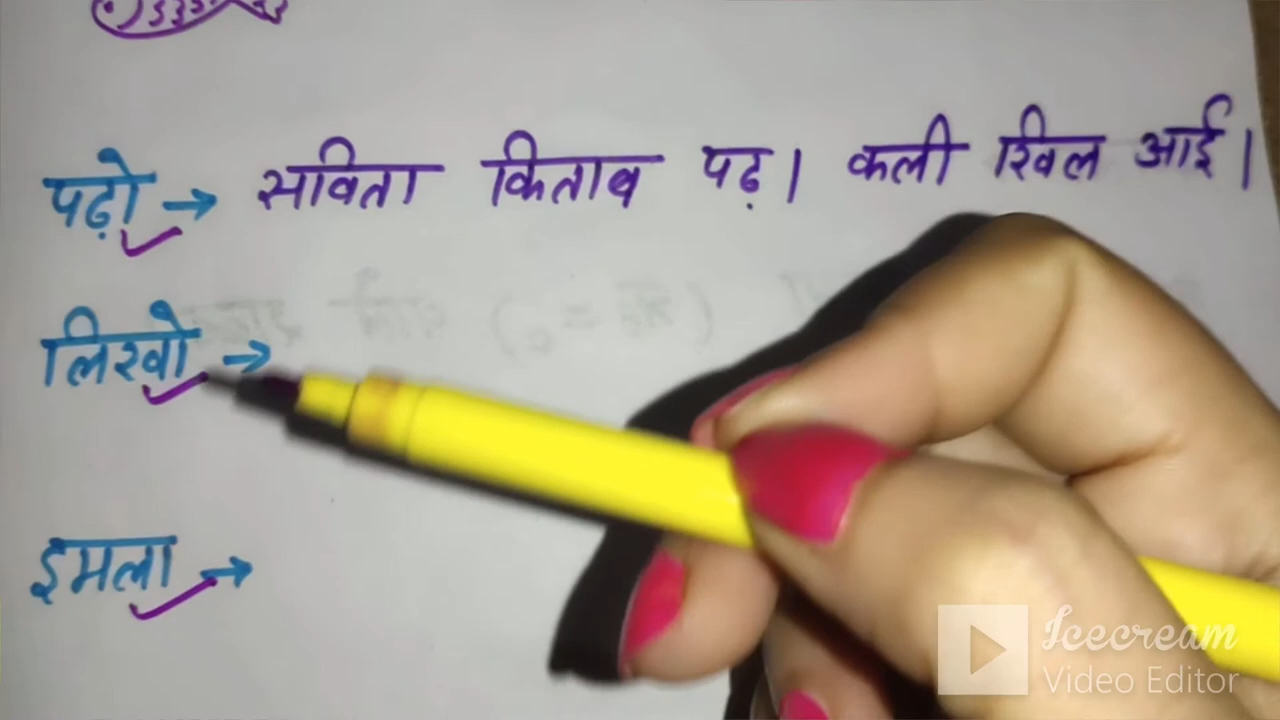 पढ़ो → सविता किताब पढ़। कली खिल आई।
लिखो →
इमला →
Icecream
Video Editor